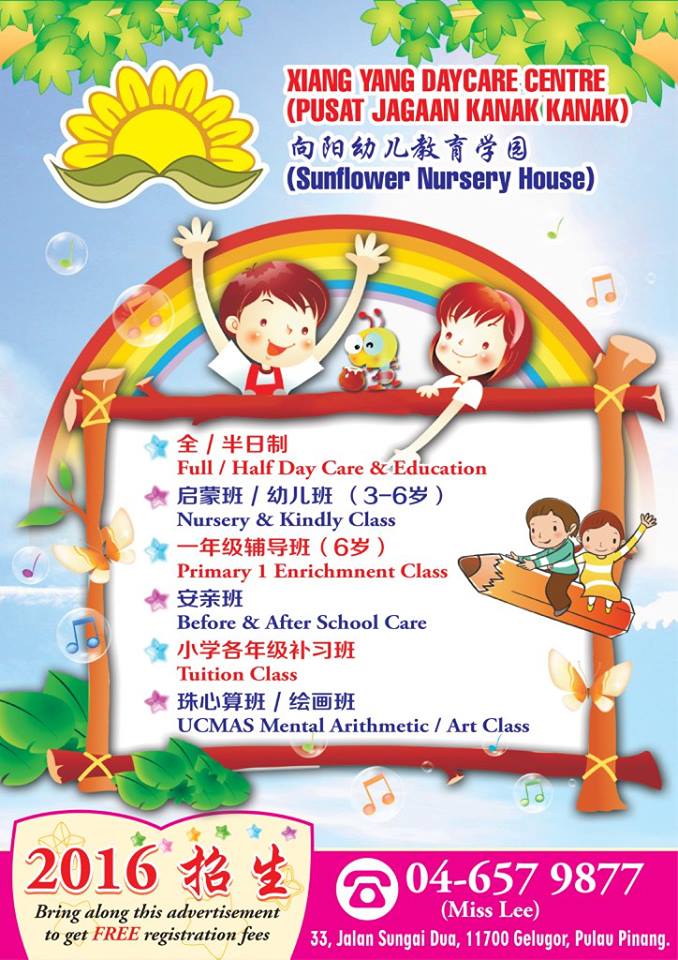 XIANG YANG DAYCARE CENTRE
(PUSAT JAGAAN KANAK KANAK)
向阳幼儿教育学园
(Sunflower Nursery House)
全 / 半日制
Full / Half Day Care & Education
启蒙班 / 幼儿班 (3-6岁)
Nursery & Kindly Class
一年级辅导班 (6岁)
Primary 1 Enrichmnent Class
安亲班
Before & After School Care
小学各年级补习班
Tuition Class
珠心算班 / 绘画班
UCMAS Mental Arithmetic / Art Class
2016 招生
Bring along this advertisement
to get FREE registration fees
04-657 9877
(Miss Lee)
33, Jalan Sungai Dua, 11700 Gelugor, Pulau Pinang.